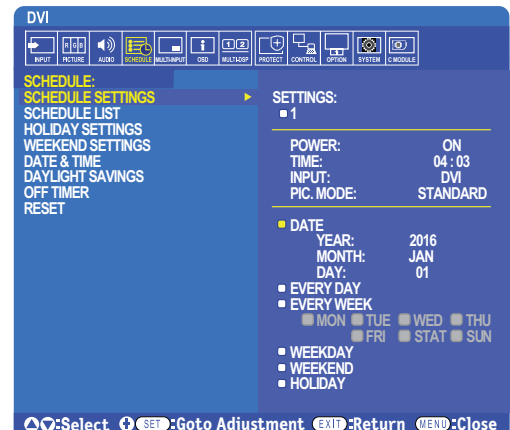 DVI
INPUT RGB PICTURE AUDIO SCHEDULE MULTI-INPUT OSD 1 2 MULTI-DSP PROTECT CONTROL OPTION SYSTEM C MODULE
SCHEDULE:
SCHEDULE SETTINGS
SCHEDULE LIST
HOLIDAY SETTINGS
WEEKEND SETTINGS
DATE & TIME
DAYLIGHT SAVINGS
OFF TIMER
RESET
SETTINGS:
1
POWER: ON
TIME: 04 : 03
INPUT: DVI
PIC. MODE: STANDARD
DATE
YEAR: 2016
MONTH: JAN
DAY: 01
EVERY DAY
EVERY WEEK
MON TUE WED THU
FRI STAT SUN
WEEKDAY
WEEKEND
HOLIDAY
:Select SET :Goto Adjustment EXIT :Return MENU :Close